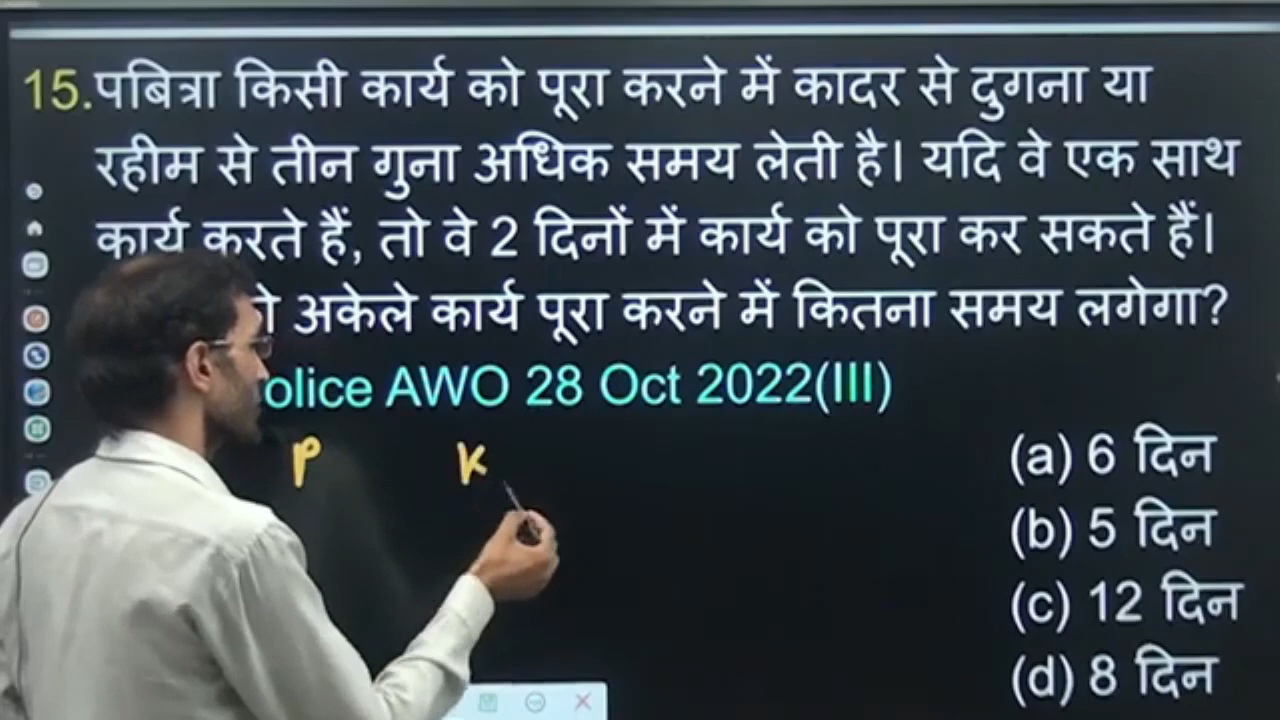 15.पबित्रा किसी कार्य को पूरा करने में कादर से दुगना या
रहीम से तीन गुना अधिक समय लेती है। यदि वे एक साथ
कार्य करते हैं, तो वे 2 दिनों में कार्य को पूरा कर सकते हैं।
अकेले कार्य पूरा करने में कितना समय लगेगा?
olice AWO 28 Oct 2022(III)
P K
(a) 6 दिन
(b) 5 दिन
(c) 12 दिन
(d) 8 दिन